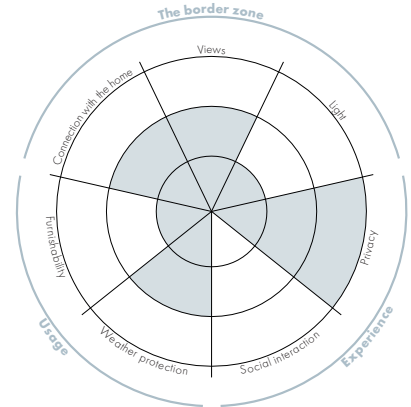 The border zone
Views
Connection with the home
Light
Furnishability
Privacy
Usage
Weather protection
Social interaction
Experience